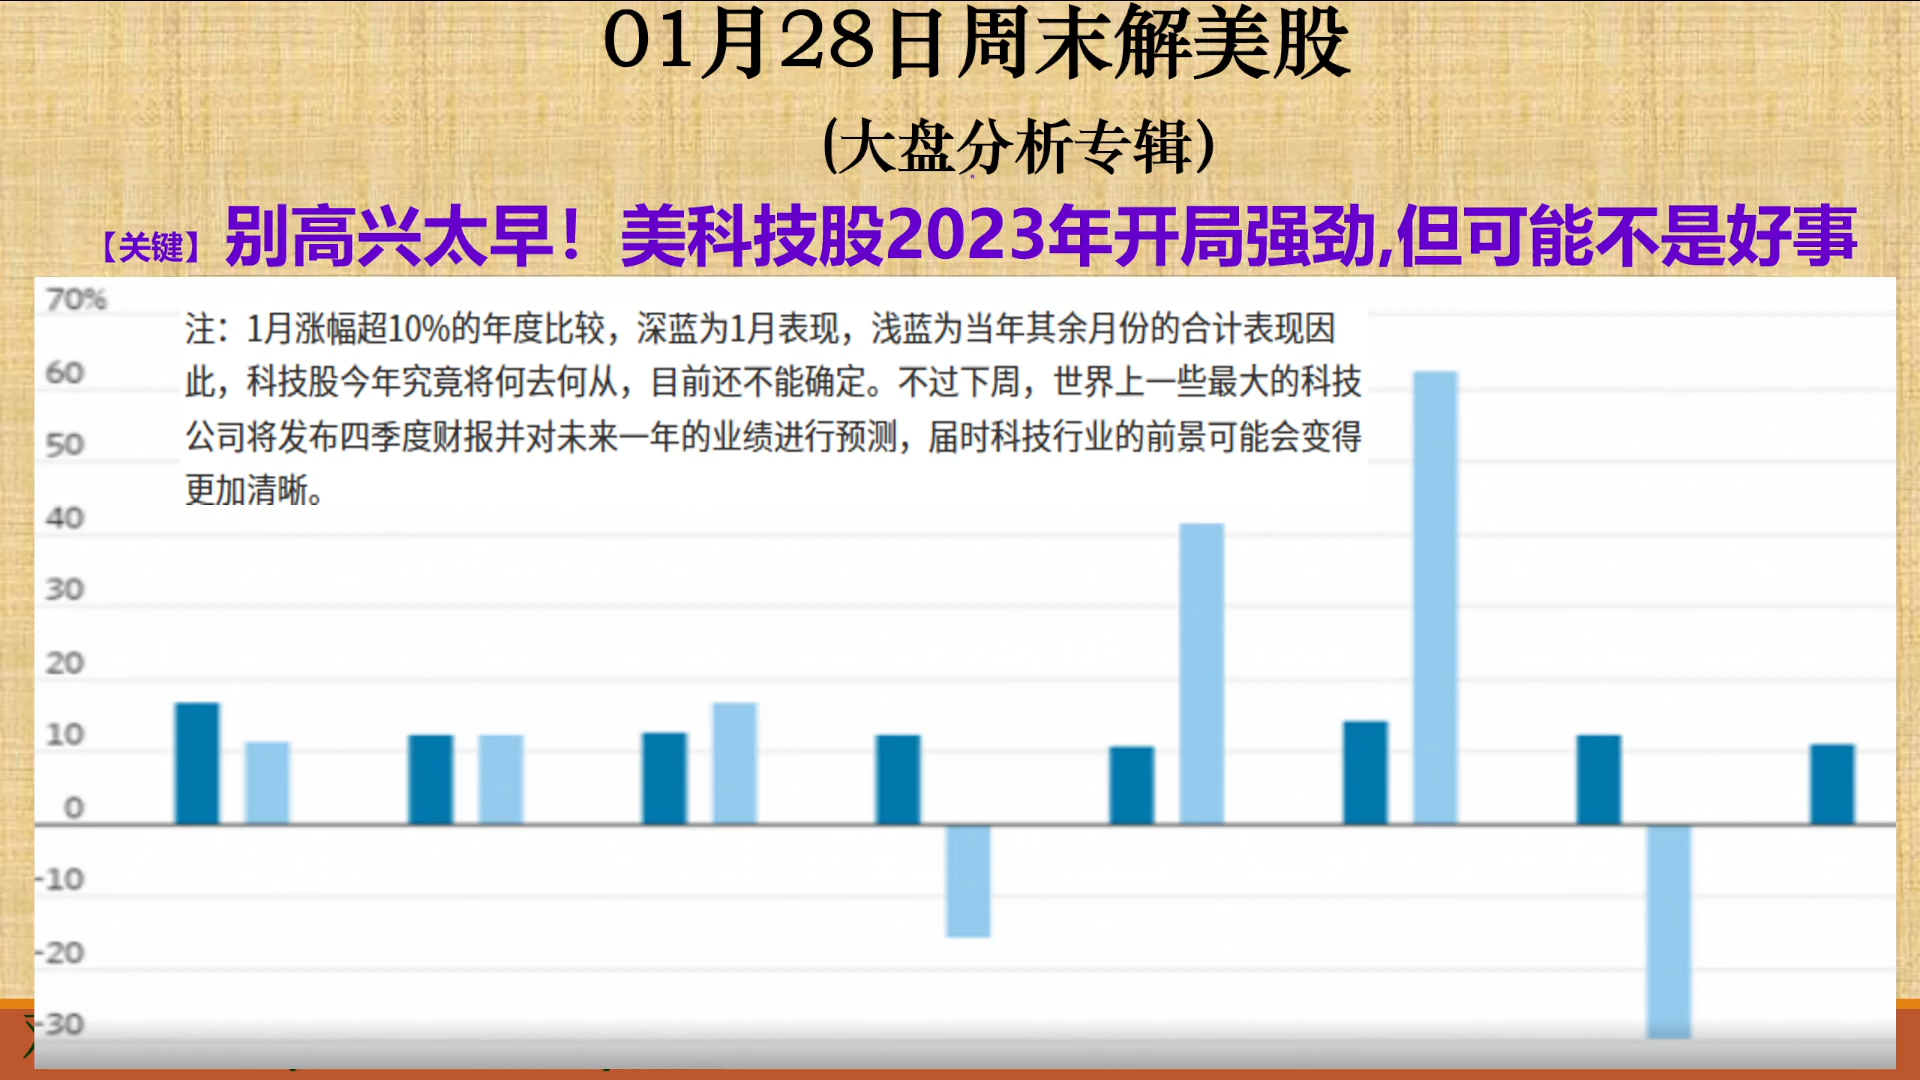 01月28日周末解美股
(大盘分析专辑)
【关键】别高兴太早！美科技股2023年开局强劲,但可能不是好事
70%
注：1月涨幅超10%的年度比较，深蓝为1月表现，浅蓝为当年其余月份的合计表现因
此，科技股今年究竟将何去何从，目前还不能确定。不过下周，世界上一些最大的科技
公司将发布四季度财报并对未来一年的业绩进行预测，届时科技行业的前景可能会变得
更加清晰。
60
50
40
30
20
10
0
-10
-20
-30